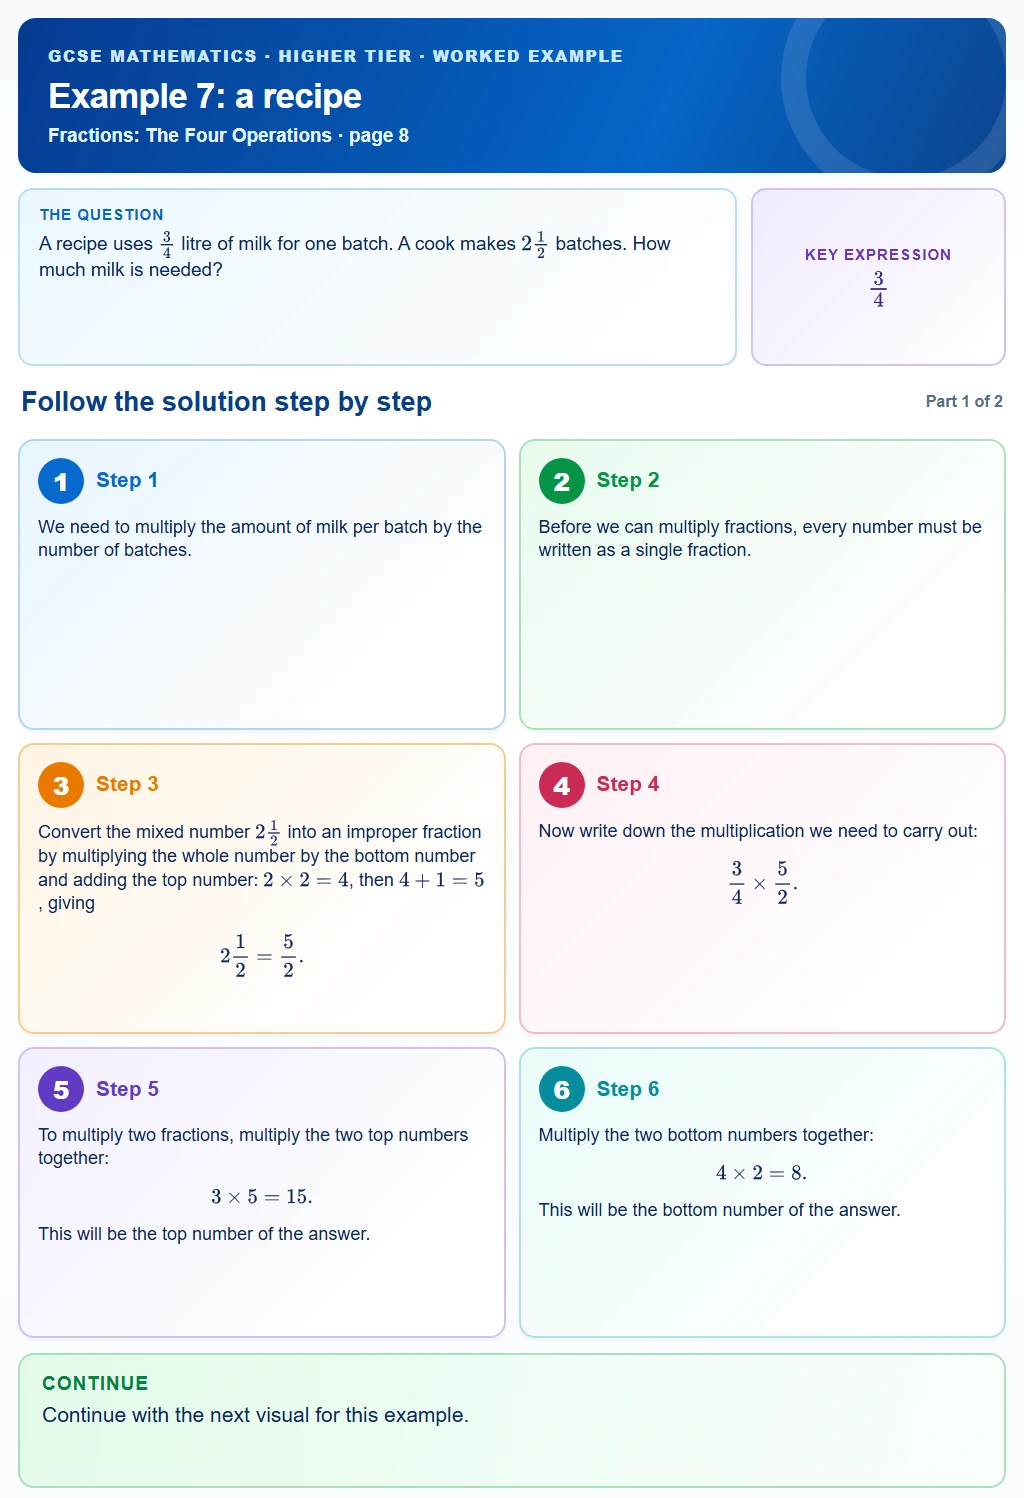 GCSE MATHEMATICS · HIGHER TIER · WORKED EXAMPLE
Example 7: a recipe
Fractions: The Four Operations · page 8
THE QUESTION
A recipe uses 3/4 litre of milk for one batch. A cook makes 2 1/2 batches. How
much milk is needed?
KEY EXPRESSION
3/4
Follow the solution step by step
Part 1 of 2
1 Step 1
We need to multiply the amount of milk per batch by the
number of batches.
2 Step 2
Before we can multiply fractions, every number must be
written as a single fraction.
3 Step 3
Convert the mixed number 2 1/2 into an improper fraction
by multiplying the whole number by the bottom number
and adding the top number: 2 × 2 = 4, then 4 + 1 = 5
, giving
2 1/2 = 5/2.
4 Step 4
Now write down the multiplication we need to carry out:
3/4 × 5/2.
5 Step 5
To multiply two fractions, multiply the two top numbers
together:
3 × 5 = 15.
This will be the top number of the answer.
6 Step 6
Multiply the two bottom numbers together:
4 × 2 = 8.
This will be the bottom number of the answer.
CONTINUE
Continue with the next visual for this example.